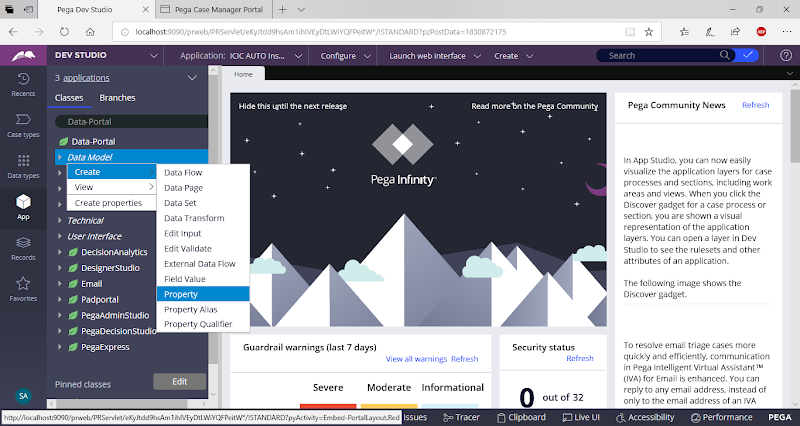 Pega Dev Studio
Pega Case Manager Portal
localhost:9090/prweb/PRServlet/eKyJtdd9hsAm1ihIVEyDtLWiYQFPeitW*/!STANDARD?pzPostData=1830872175
DEV STUDIO
Application: ICIC AUTO Ins...
Configure
Launch web interface
Create
Search
Recents
Case types
Data types
App
Records
Favorites
SA
3 applications
Classes
Branches
Data-Portal
Data-Portal
Data Model
Create
View
Create properties
Technical
User Interface
DecisionAnalytics
DesignerStudio
Email
Padportal
PegaAdminStudio
PegaDecisionStudio
PegaExpress
Pinned classes
Edit
Data Flow
Data Page
Data Set
Data Transform
Edit Input
Edit Validate
External Data Flow
Field Value
Property
Property Alias
Property Qualifier
Home
Hide this until the next release
Read more on the Pega Community
Pega Infinity™
Guardrail warnings (last 7 days)
View all warnings
Refresh
Severe
Moderate
Informational
Security status
Refresh
0 out of 32
Pega Community News
Refresh
In App Studio, you can now easily
visualize the application layers for case
processes and sections, including work
areas and views. When you click the
Discover gadget for a case process or
section, you are shown a visual
representation of the application
layers. You can open a layer in Dev
Studio to see the rulesets and other
attributes of an application.
The following image shows the
Discover gadget.
To resolve email triage cases more
quickly and efficiently, communication
in Pega Intelligent Virtual Assistant™
(IVA) for Email is enhanced. You can
reply to any email address, instead of
only to the email address of an IVA
http://localhost:9090/prweb/PRServlet/eKyJtdd9hsAm1ihIVEyDtLWiYQFPeitW*/!STANDARD?pyActivity=Embed-PortalLayout.Red
Issues
Tracer
Clipboard
Live UI
Accessibility
Performance
PEGA